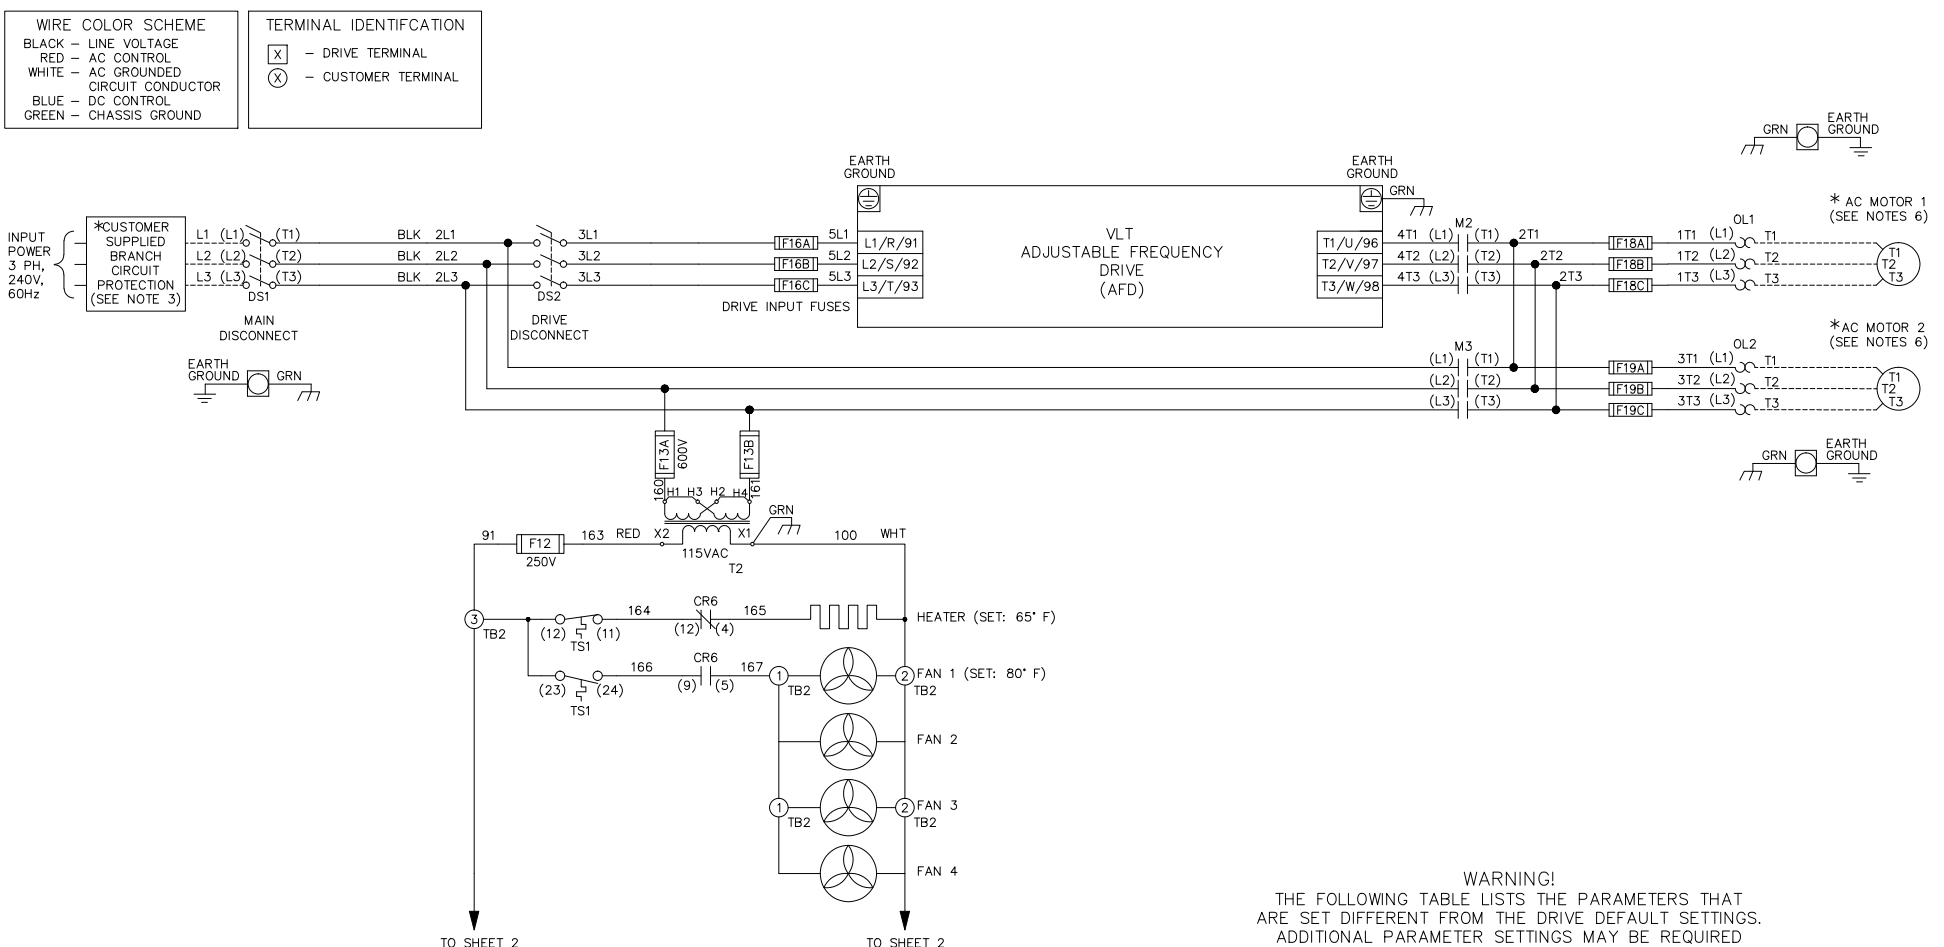 WIRE COLOR SCHEME
BLACK – LINE VOLTAGE
RED – AC CONTROL
WHITE – AC GROUNDED
CIRCUIT CONDUCTOR
BLUE – DC CONTROL
GREEN – CHASSIS GROUND
TERMINAL IDENTIFCATION
X – DRIVE TERMINAL
X – CUSTOMER TERMINAL
GRN
EARTH
GROUND
INPUT
POWER
3 PH,
240V,
60Hz
*CUSTOMER
SUPPLIED
BRANCH
CIRCUIT
PROTECTION
(SEE NOTE 3)
L1 (L1) (T1) BLK 2L1 3L1 F16A 5L1 L1/R/91
L2 (L2) (T2) BLK 2L2 3L2 F16B 5L2 L2/S/92
L3 (L3) (T3) BLK 2L3 3L3 F16C 5L3 L3/T/93
DS1
MAIN
DISCONNECT
DS2
DRIVE
DISCONNECT
DRIVE INPUT FUSES
EARTH
GROUND
VLT
ADJUSTABLE FREQUENCY
DRIVE
(AFD)
EARTH
GROUND
GRN
M2
OL1
* AC MOTOR 1
(SEE NOTES 6)
T1/U/96 4T1 (L1) (T1) 2T1 F18A 1T1 (L1) T1 T1
T2/V/97 4T2 (L2) (T2) 2T2 F18B 1T2 (L2) T2 T2
T3/W/98 4T3 (L3) (T3) 2T3 F18C 1T3 (L3) T3 T3
EARTH
GROUND GRN
M3
OL2
*AC MOTOR 2
(SEE NOTES 6)
(L1) (T1) F19A 3T1 (L1) T1 T1
(L2) (T2) F19B 3T2 (L2) T2 T2
(L3) (T3) F19C 3T3 (L3) T3 T3
GRN
EARTH
GROUND
F13A 600V F13B
160 H1 H3 H2 H4 161
GRN
91 F12 163 RED X2 X1 100 WHT
250V
115VAC
T2
3 TB2 (12) TS1 (11) 164 CR6 (12) (4) 165 HEATER (SET: 65° F)
(23) TS1 (24) 166 CR6 (9) (5) 167 1 TB2 2 TB2 FAN 1 (SET: 80° F)
FAN 2
1 TB2 2 TB2 FAN 3
FAN 4
TO SHEET 2
TO SHEET 2
WARNING!
THE FOLLOWING TABLE LISTS THE PARAMETERS THAT
ARE SET DIFFERENT FROM THE DRIVE DEFAULT SETTINGS.
ADDITIONAL PARAMETER SETTINGS MAY BE REQUIRED